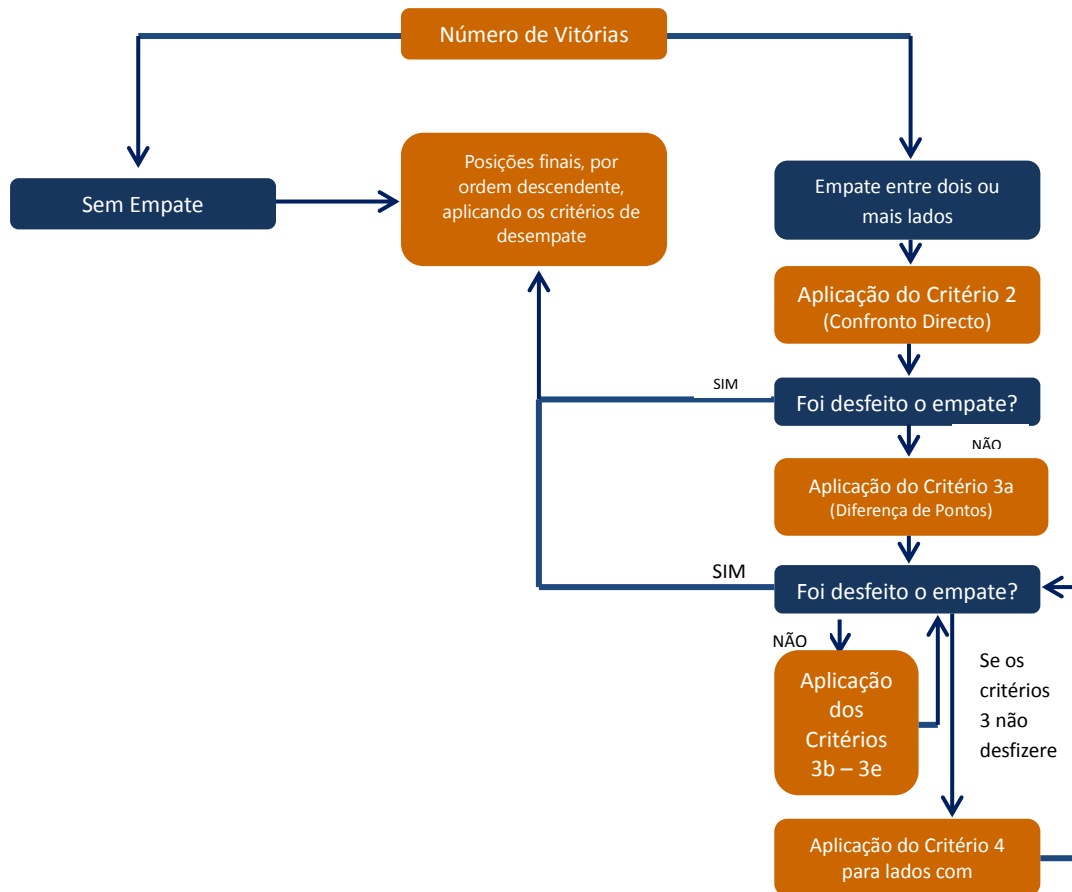 Número de Vitórias
Sem Empate
Posições finais, por
ordem descendente,
aplicando os critérios de
desempate
Empate entre dois ou
mais lados
Aplicação do Critério 2
(Confronto Directo)
Foi desfeito o empate?
SIM
NÃO
Aplicação do Critério 3a
(Diferença de Pontos)
Foi desfeito o empate?
SIM
NÃO
Aplicação
dos
Critérios
3b – 3e
Se os
critérios
3 não
desfizere
Aplicação do Critério 4
para lados com